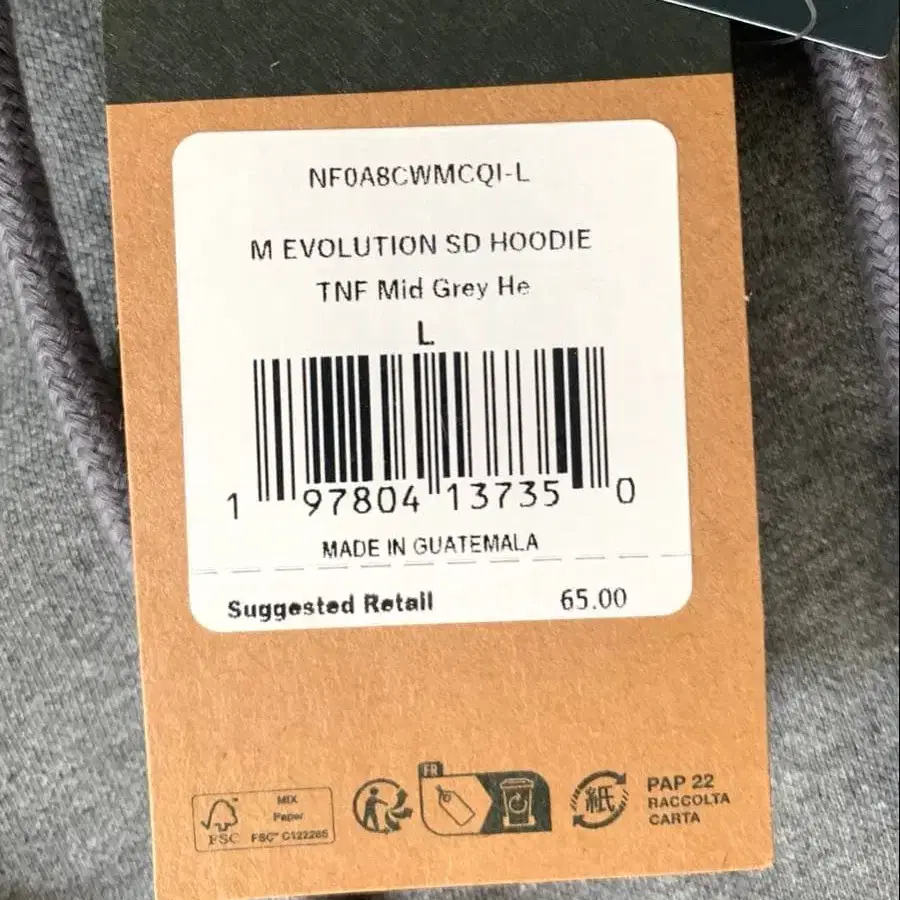 NF0A8CWMCQI-L
M EVOLUTION SD HOODIE
TNF Mid Grey He
L
1 97804 13735 0
MADE IN GUATEMALA
Suggested Retail 65.00
FSC
MIX
Paper
FSC™ C122285
FR
紙
PAP 22
RACCOLTA
CARTA